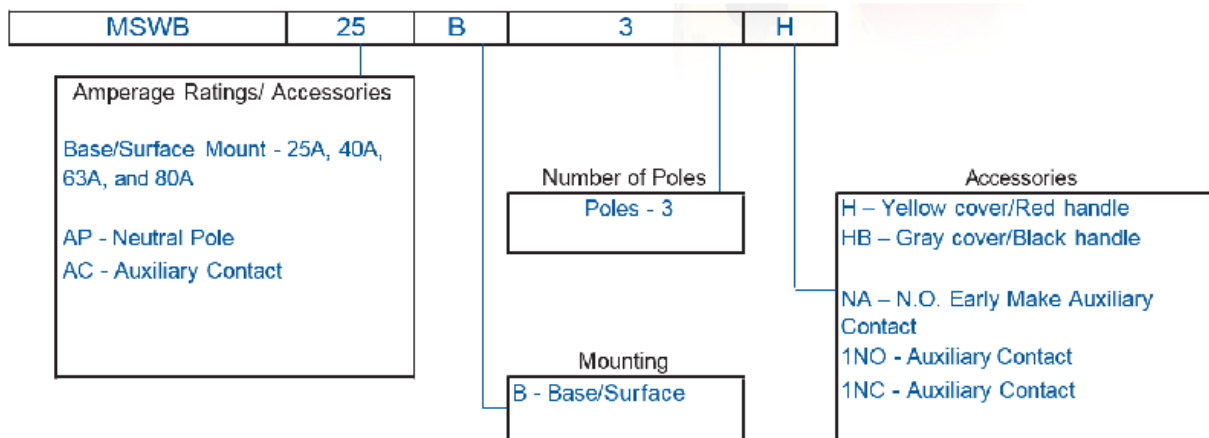 MSWB 25 B 3 H
Amperage Ratings/ Accessories
Base/Surface Mount - 25A, 40A,
63A, and 80A
AP - Neutral Pole
AC - Auxiliary Contact
Number of Poles
Poles - 3
Mounting
B - Base/Surface
Accessories
H – Yellow cover/Red handle
HB – Gray cover/Black handle
NA – N.O. Early Make Auxiliary
Contact
1NO - Auxiliary Contact
1NC - Auxiliary Contact